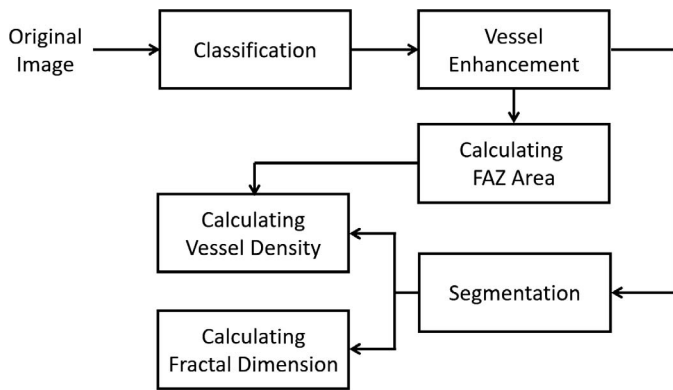 Original
Image
Classification
Vessel
Enhancement
Calculating
FAZ Area
Calculating
Vessel Density
Segmentation
Calculating
Fractal Dimension